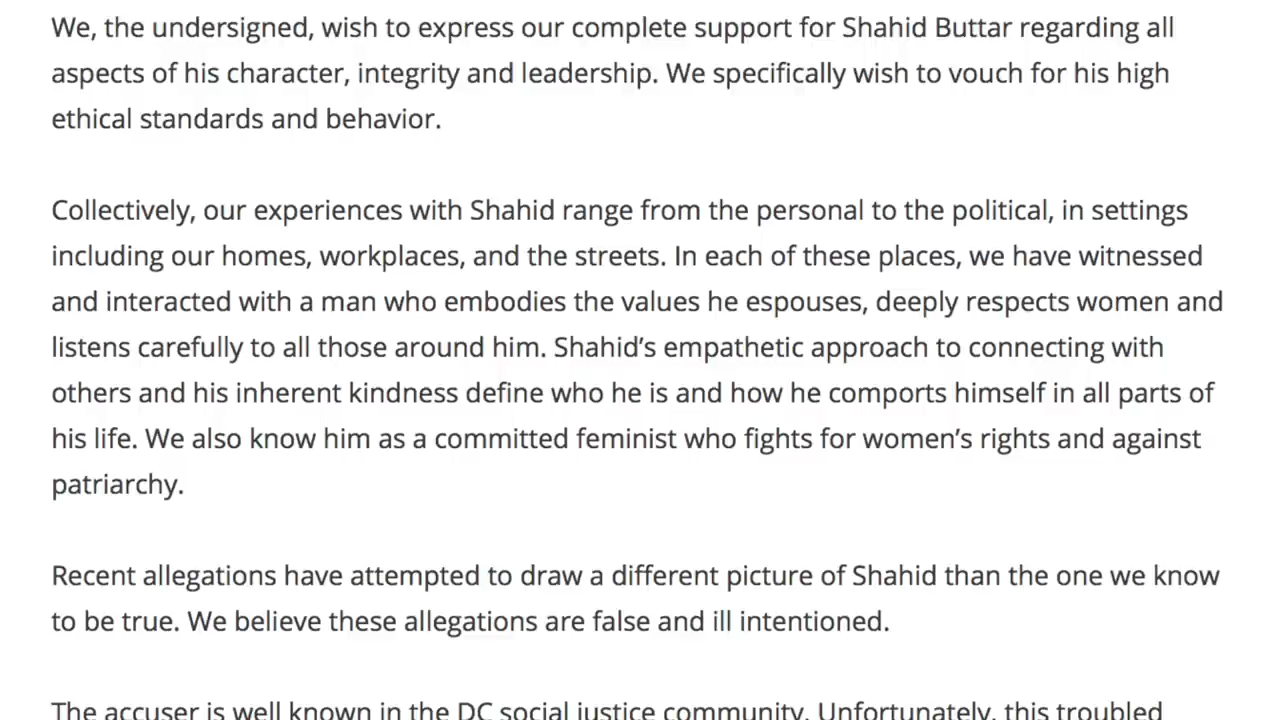 We, the undersigned, wish to express our complete support for Shahid Buttar regarding all
aspects of his character, integrity and leadership. We specifically wish to vouch for his high
ethical standards and behavior.
Collectively, our experiences with Shahid range from the personal to the political, in settings
including our homes, workplaces, and the streets. In each of these places, we have witnessed
and interacted with a man who embodies the values he espouses, deeply respects women and
listens carefully to all those around him. Shahid’s empathetic approach to connecting with
others and his inherent kindness define who he is and how he comports himself in all parts of
his life. We also know him as a committed feminist who fights for women’s rights and against
patriarchy.
Recent allegations have attempted to draw a different picture of Shahid than the one we know
to be true. We believe these allegations are false and ill intentioned.
The accuser is well known in the DC social justice community. Unfortunately, this troubled